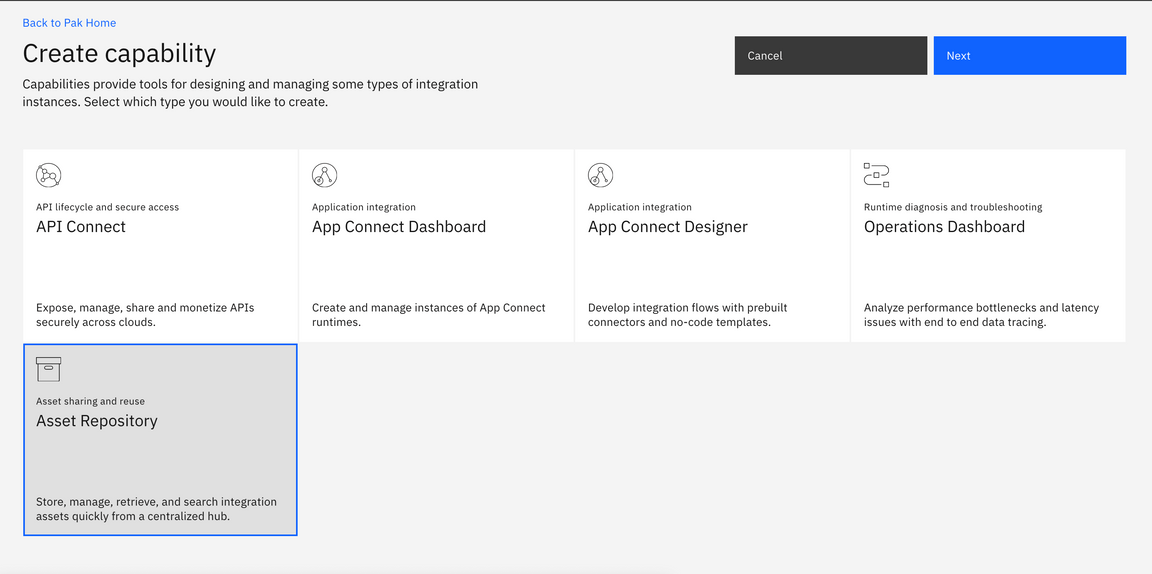 Back to Pak Home
Create capability
Cancel
Next
Capabilities provide tools for designing and managing some types of integration
instances. Select which type you would like to create.
API lifecycle and secure access
API Connect
Expose, manage, share and monetize APIs
securely across clouds.
Application integration
App Connect Dashboard
Create and manage instances of App Connect
runtimes.
Application integration
App Connect Designer
Develop integration flows with prebuilt
connectors and no-code templates.
Runtime diagnosis and troubleshooting
Operations Dashboard
Analyze performance bottlenecks and latency
issues with end to end data tracing.
Asset sharing and reuse
Asset Repository
Store, manage, retrieve, and search integration
assets quickly from a centralized hub.